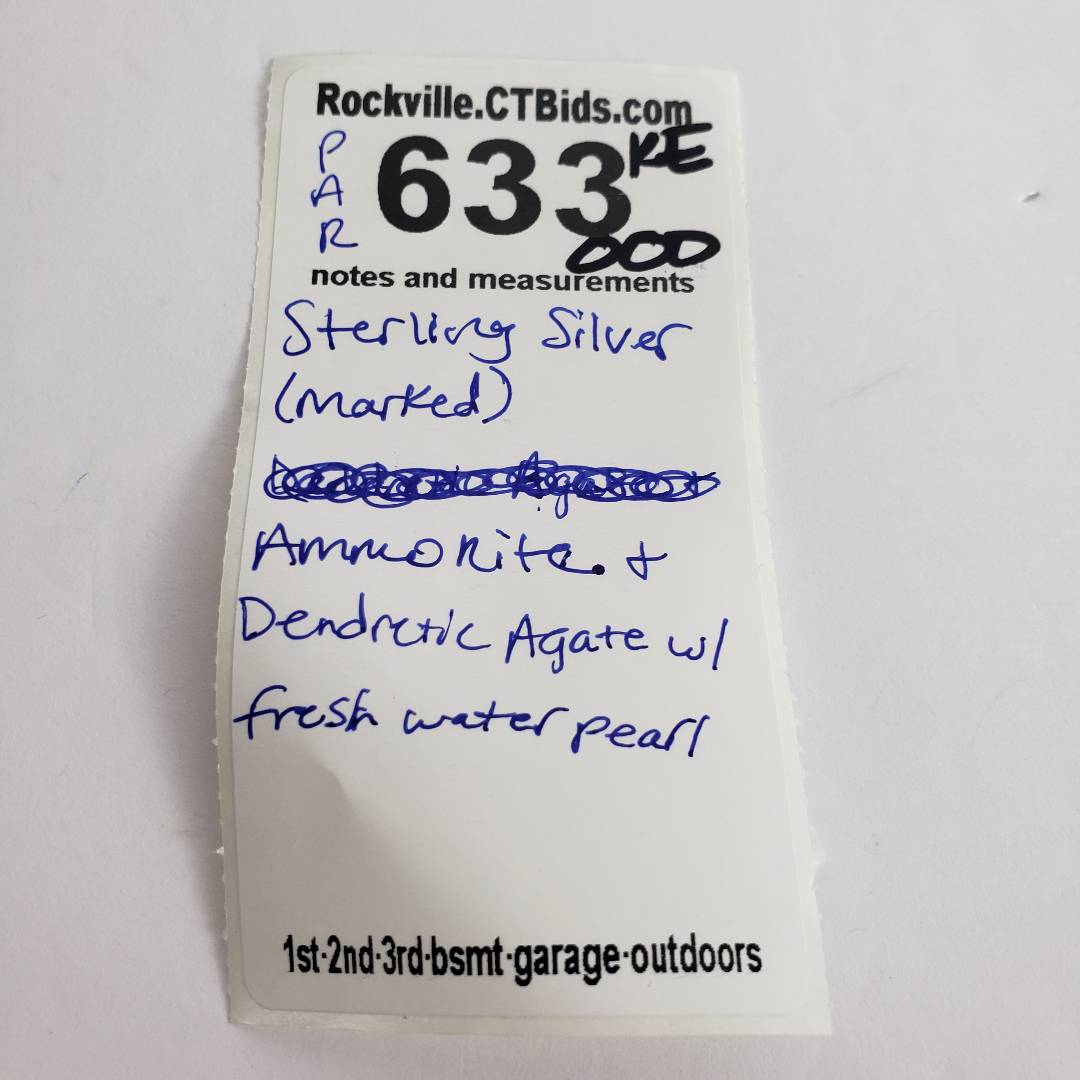 Rockville.CTBids.com
PAR
633
KE
000
notes and measurements
Sterling Silver
(Marked)
Ammonite. +
Dendretic Agate w/
fresh water pearl
1st·2nd·3rd·bsmt·garage·outdoors